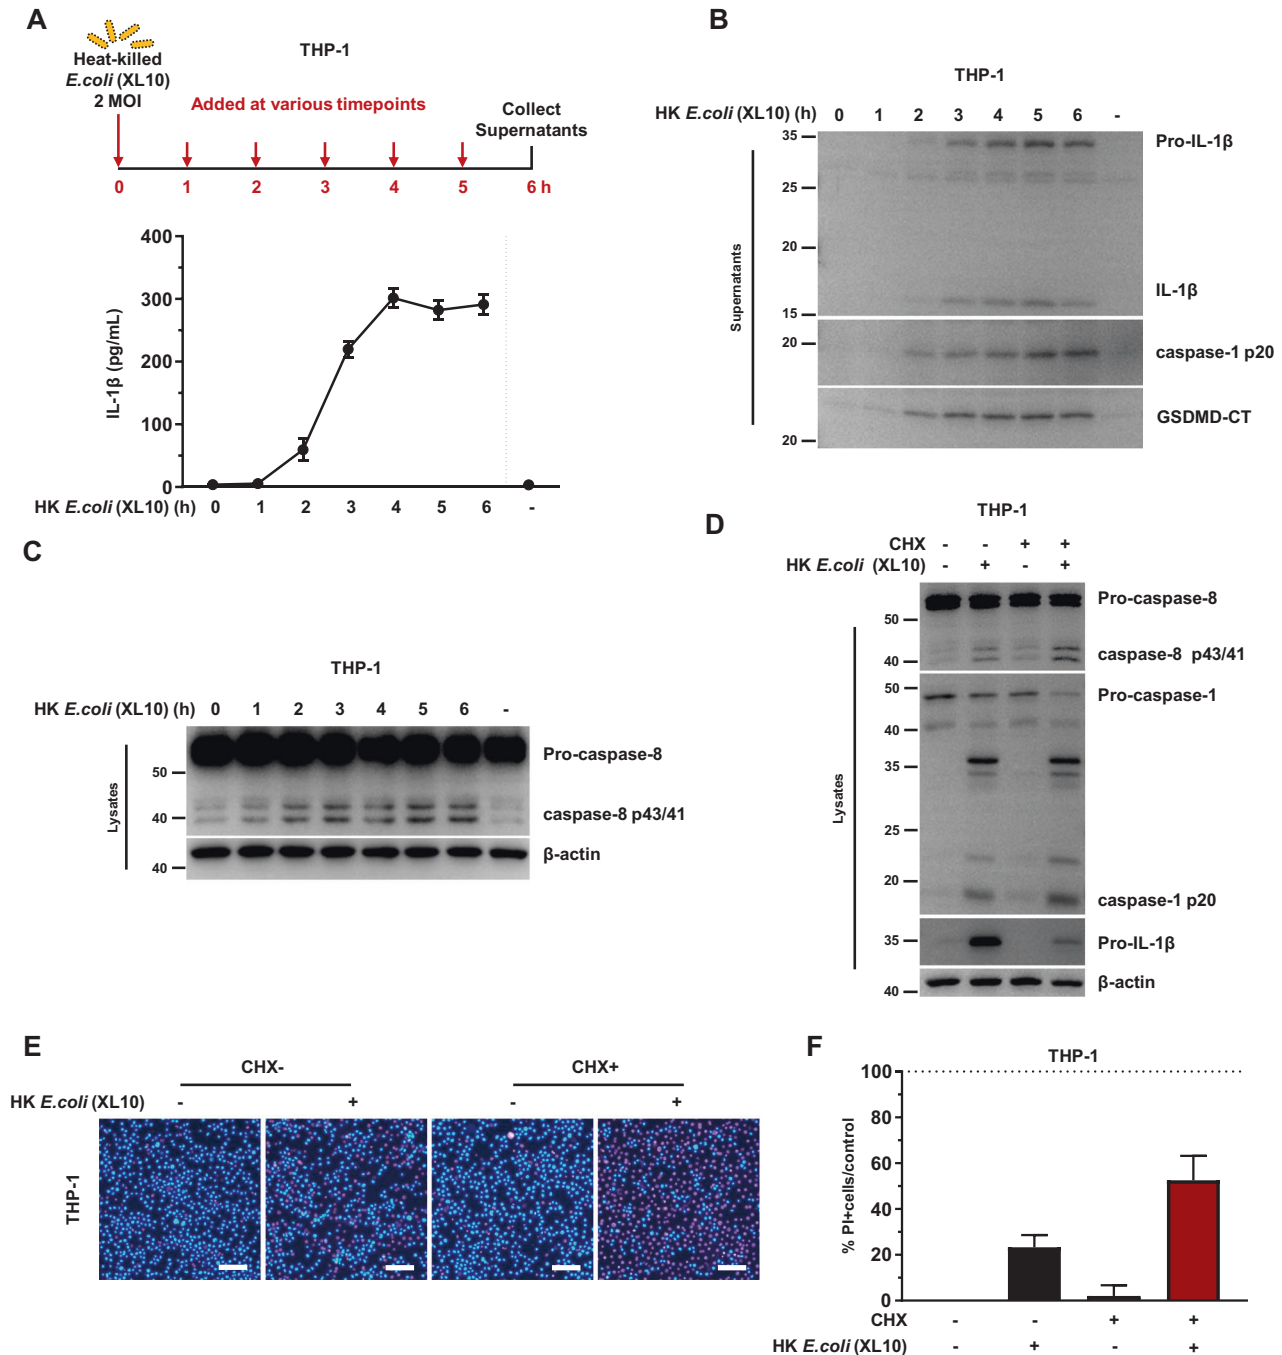 A
Heat-killed
E.coli (XL10)
2 MOI
THP-1
Added at various timepoints
Collect
Supernatants
0 1 2 3 4 5 6 h
IL-1β (pg/mL)
400
300
200
100
0
HK E.coli (XL10) (h) 0 1 2 3 4 5 6 -
B
THP-1
HK E.coli (XL10) (h) 0 1 2 3 4 5 6 -
Supernatants
35
25
20
15
20
20
Pro-IL-1β
IL-1β
caspase-1 p20
GSDMD-CT
C
THP-1
HK E.coli (XL10) (h) 0 1 2 3 4 5 6 -
Lysates
50
40
40
Pro-caspase-8
caspase-8 p43/41
β-actin
D
THP-1
CHX - - + +
HK E.coli (XL10) - + - +
Lysates
50
40
50
40
35
25
20
35
40
Pro-caspase-8
caspase-8 p43/41
Pro-caspase-1
caspase-1 p20
Pro-IL-1β
β-actin
E
CHX- CHX+
HK E.coli (XL10) - + - +
THP-1
F
THP-1
% PI+cells/control
100
80
60
40
20
0
CHX - - + +
HK E.coli (XL10) - + - +